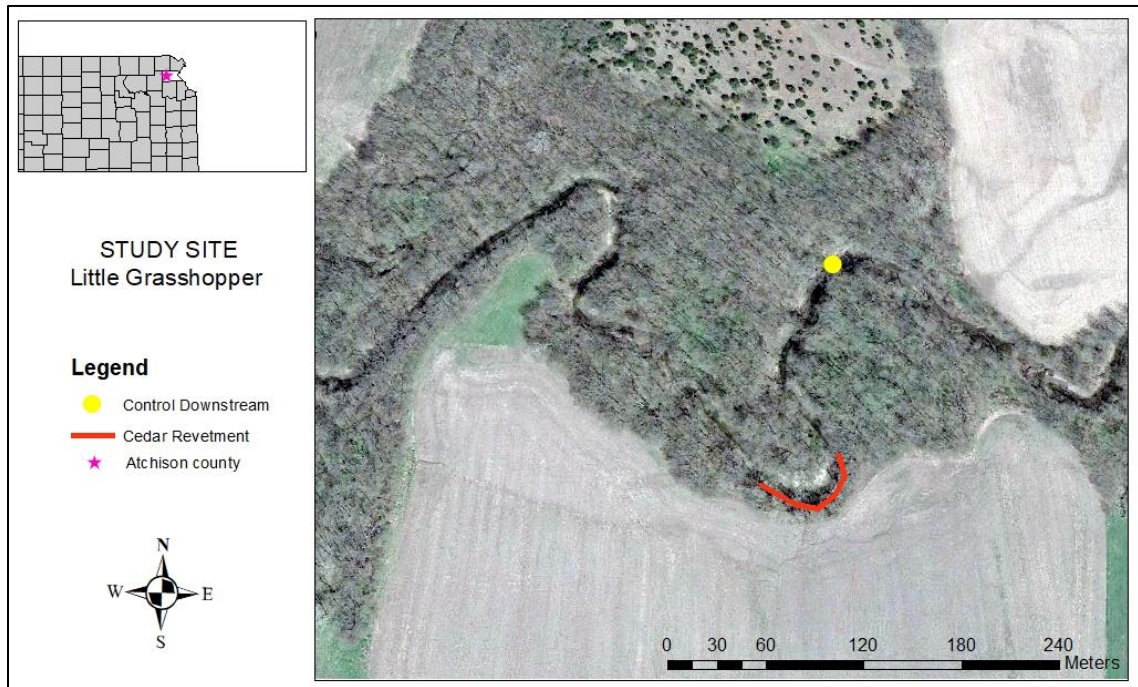 STUDY SITE
Little Grasshopper
Legend
Control Downstream
Cedar Revetment
Atchison county
N
W E
S
0 30 60 120 180 240
Meters